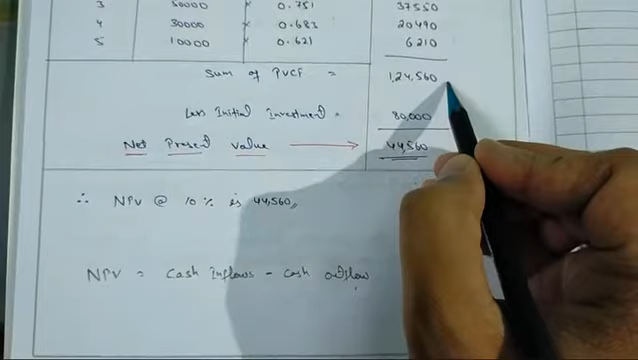 3 50000 × 0.751 37550
4 30000 × 0.683 20490
5 10000 × 0.621 6210
Sum of PVCF = 1,24,560
Less Initial Investment = 80,000
Net Present Value → 44,560
∴ NPV @ 10% is 44,560//
NPV = Cash Inflows - Cash outflow